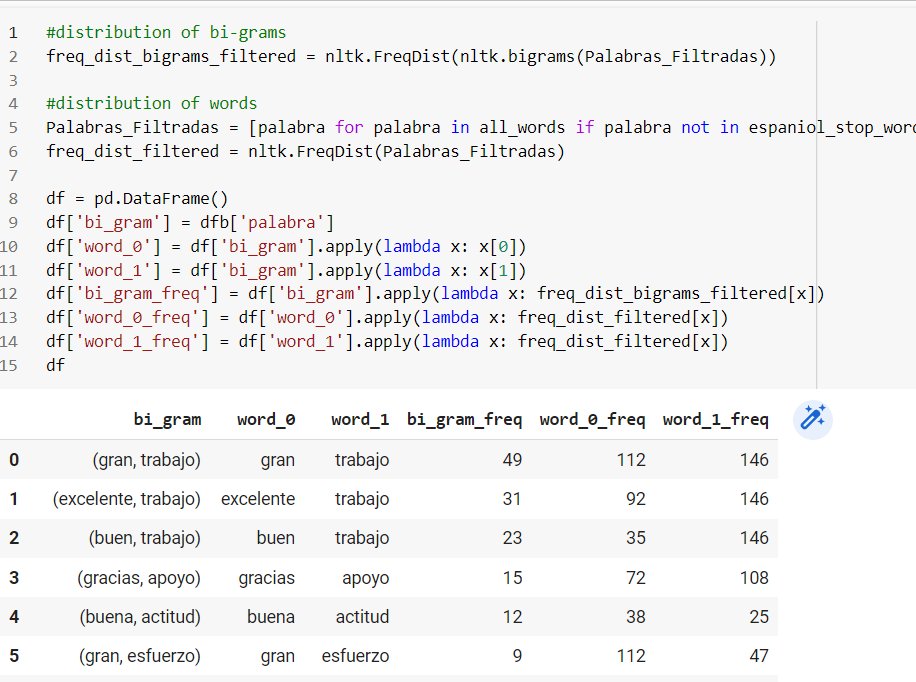 1 #distribution of bi-grams
2 freq_dist_bigrams_filtered = nltk.FreqDist(nltk.bigrams(Palabras_Filtradas))
3
4 #distribution of words
5 Palabras_Filtradas = [palabra for palabra in all_words if palabra not in espaniol_stop_word
6 freq_dist_filtered = nltk.FreqDist(Palabras_Filtradas)
7
8 df = pd.DataFrame()
9 df['bi_gram'] = dfb['palabra']
10 df['word_0'] = df['bi_gram'].apply(lambda x: x[0])
11 df['word_1'] = df['bi_gram'].apply(lambda x: x[1])
12 df['bi_gram_freq'] = df['bi_gram'].apply(lambda x: freq_dist_bigrams_filtered[x])
13 df['word_0_freq'] = df['word_0'].apply(lambda x: freq_dist_filtered[x])
14 df['word_1_freq'] = df['word_1'].apply(lambda x: freq_dist_filtered[x])
15 df
bi_gram word_0 word_1 bi_gram_freq word_0_freq word_1_freq
0 (gran, trabajo) gran trabajo 49 112 146
1 (excelente, trabajo) excelente trabajo 31 92 146
2 (buen, trabajo) buen trabajo 23 35 146
3 (gracias, apoyo) gracias apoyo 15 72 108
4 (buena, actitud) buena actitud 12 38 25
5 (gran, esfuerzo) gran esfuerzo 9 112 47